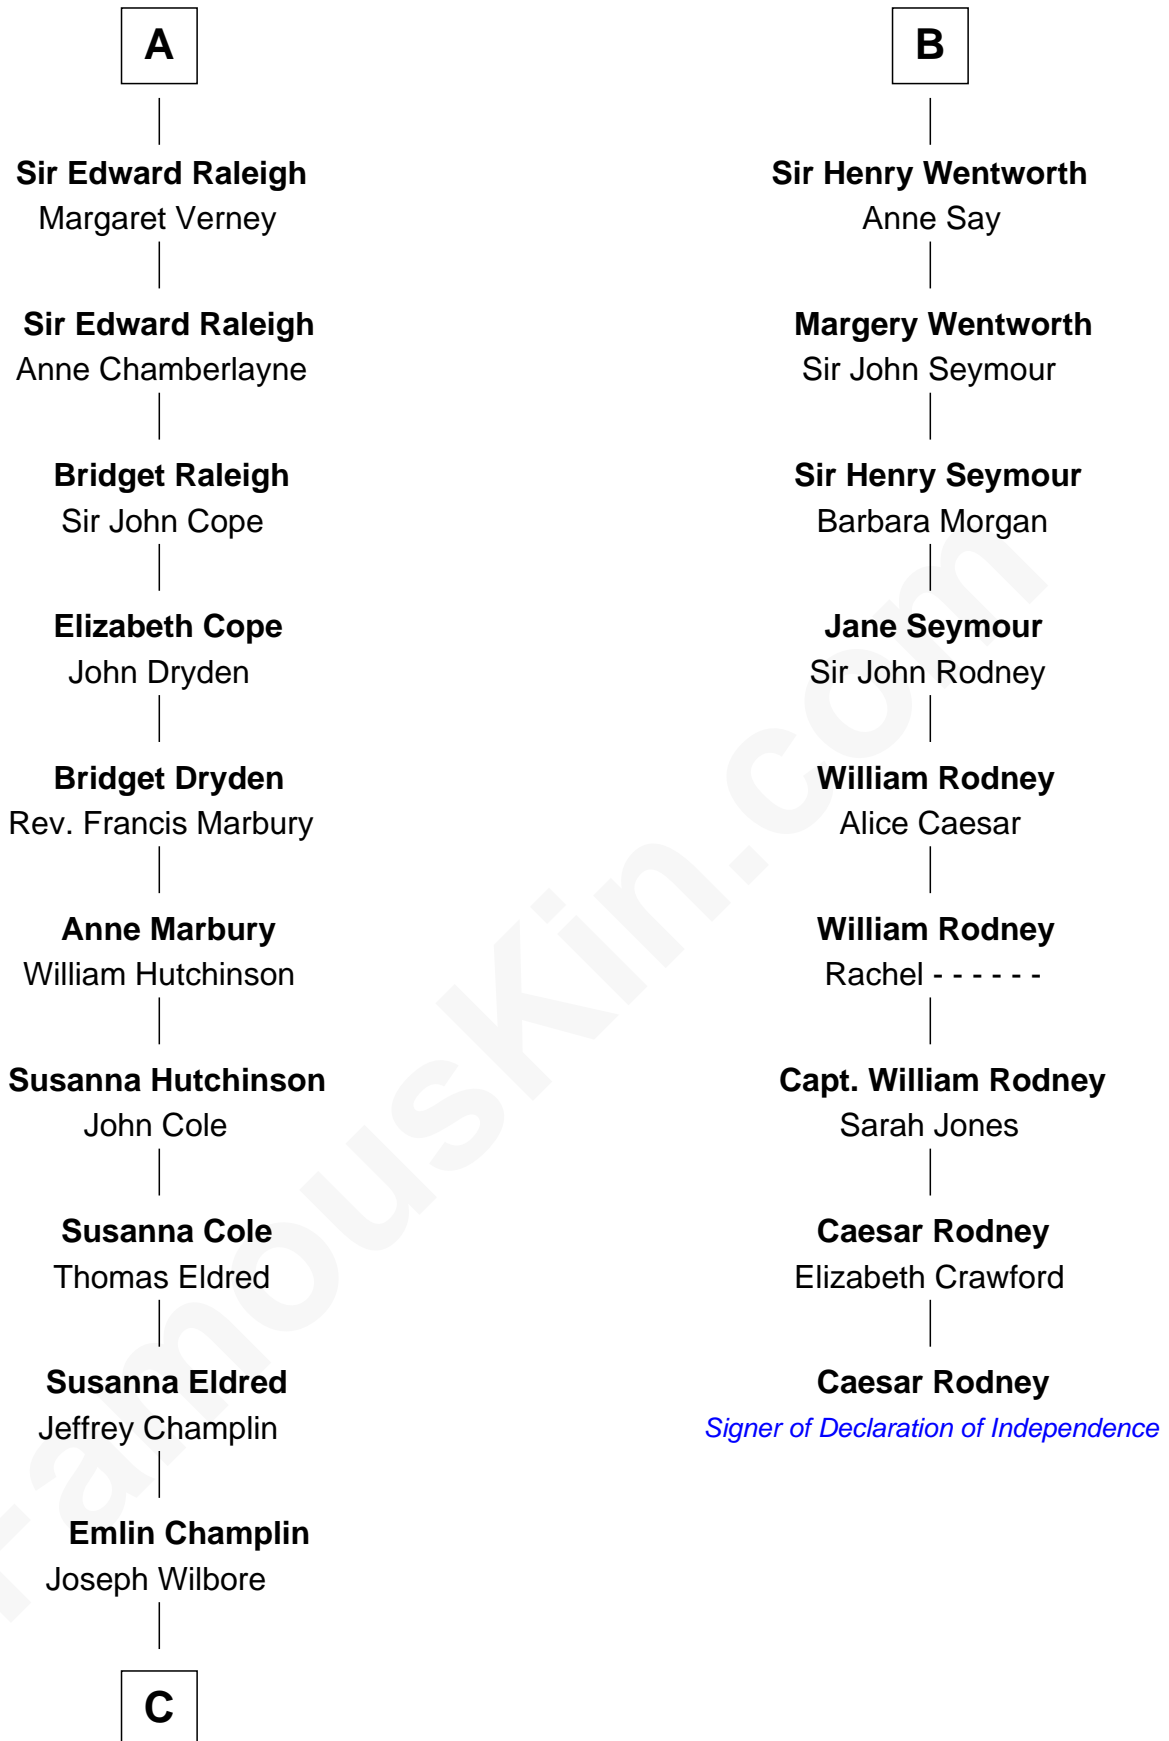 A
Sir Edward Raleigh
Margaret Verney
Sir Edward Raleigh
Anne Chamberlayne
Bridget Raleigh
Sir John Cope
Elizabeth Cope
John Dryden
Bridget Dryden
Rev. Francis Marbury
Anne Marbury
William Hutchinson
Susanna Hutchinson
John Cole
Susanna Cole
Thomas Eldred
Susanna Eldred
Jeffrey Champlin
Emlin Champlin
Joseph Wilbore
C
B
Sir Henry Wentworth
Anne Say
Margery Wentworth
Sir John Seymour
Sir Henry Seymour
Barbara Morgan
Jane Seymour
Sir John Rodney
William Rodney
Alice Caesar
William Rodney
Rachel - - - - - -
Capt. William Rodney
Sarah Jones
Caesar Rodney
Elizabeth Crawford
Caesar Rodney
Signer of Declaration of Independence
FamousKin.com